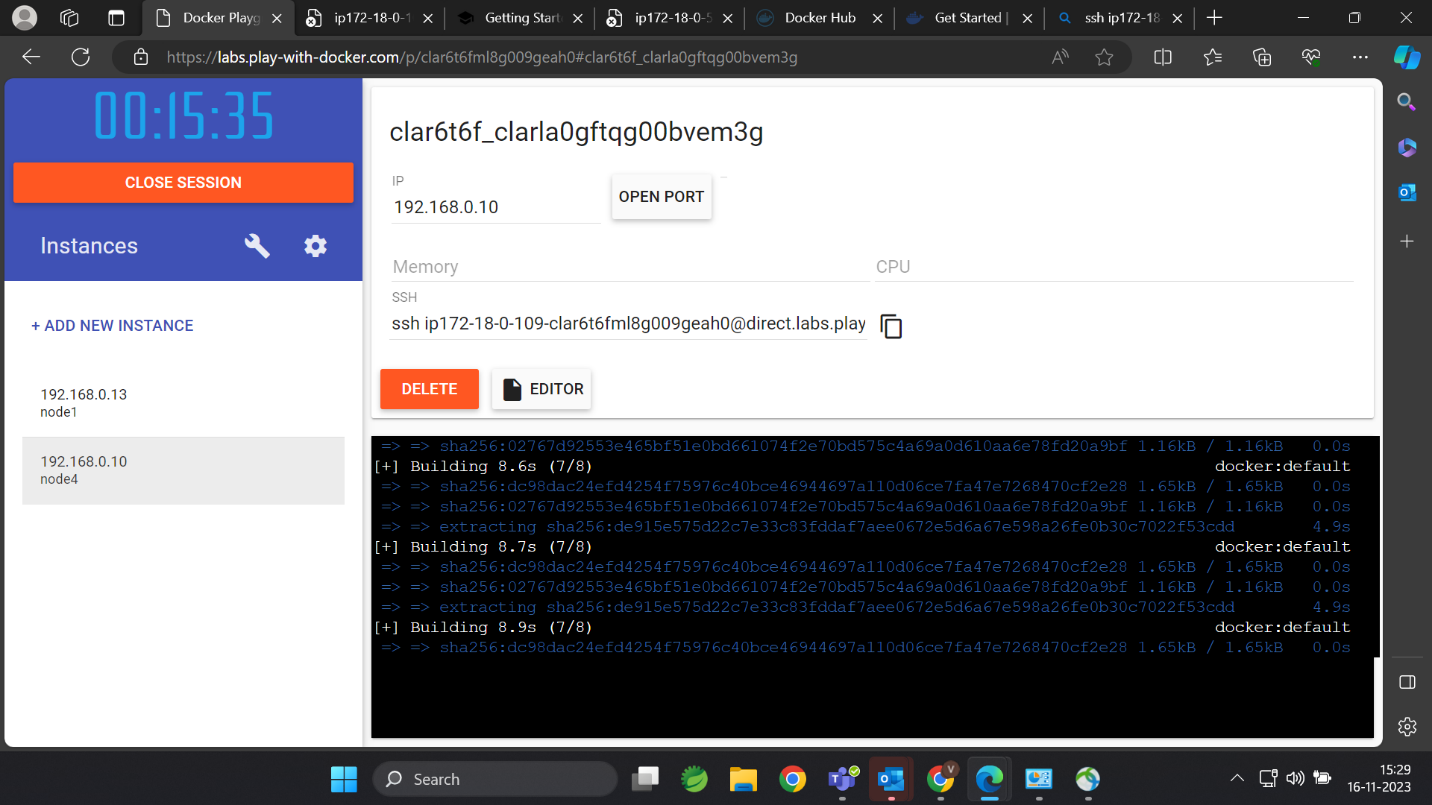 Docker Playg
ip172-18-0-1
Getting Start
ip172-18-0-5
Docker Hub
Get Started |
ssh ip172-18
https://labs.play-with-docker.com/p/clar6t6fml8g009geah0#clar6t6f_clarla0gftqg00bvem3g
00:15:35
CLOSE SESSION
Instances
+ ADD NEW INSTANCE
192.168.0.13
node1
192.168.0.10
node4
clar6t6f_clarla0gftqg00bvem3g
IP
192.168.0.10
OPEN PORT
Memory
CPU
SSH
ssh ip172-18-0-109-clar6t6fml8g009geah0@direct.labs.play
DELETE
EDITOR
=> => sha256:02767d92553e465bf51e0bd661074f2e70bd575c4a69a0d610aa6e78fd20a9bf 1.16kB / 1.16kB 0.0s
[+] Building 8.6s (7/8) docker:default
=> => sha256:dc98dac24efd4254f75976c40bce46944697a110d06ce7fa47e7268470cf2e28 1.65kB / 1.65kB 0.0s
=> => sha256:02767d92553e465bf51e0bd661074f2e70bd575c4a69a0d610aa6e78fd20a9bf 1.16kB / 1.16kB 0.0s
=> => extracting sha256:de915e575d22c7e33c83fddaf7aee0672e5d6a67e598a26fe0b30c7022f53cdd 4.9s
[+] Building 8.7s (7/8) docker:default
=> => sha256:dc98dac24efd4254f75976c40bce46944697a110d06ce7fa47e7268470cf2e28 1.65kB / 1.65kB 0.0s
=> => sha256:02767d92553e465bf51e0bd661074f2e70bd575c4a69a0d610aa6e78fd20a9bf 1.16kB / 1.16kB 0.0s
=> => extracting sha256:de915e575d22c7e33c83fddaf7aee0672e5d6a67e598a26fe0b30c7022f53cdd 4.9s
[+] Building 8.9s (7/8) docker:default
=> => sha256:dc98dac24efd4254f75976c40bce46944697a110d06ce7fa47e7268470cf2e28 1.65kB / 1.65kB 0.0s
Search
15:29
16-11-2023